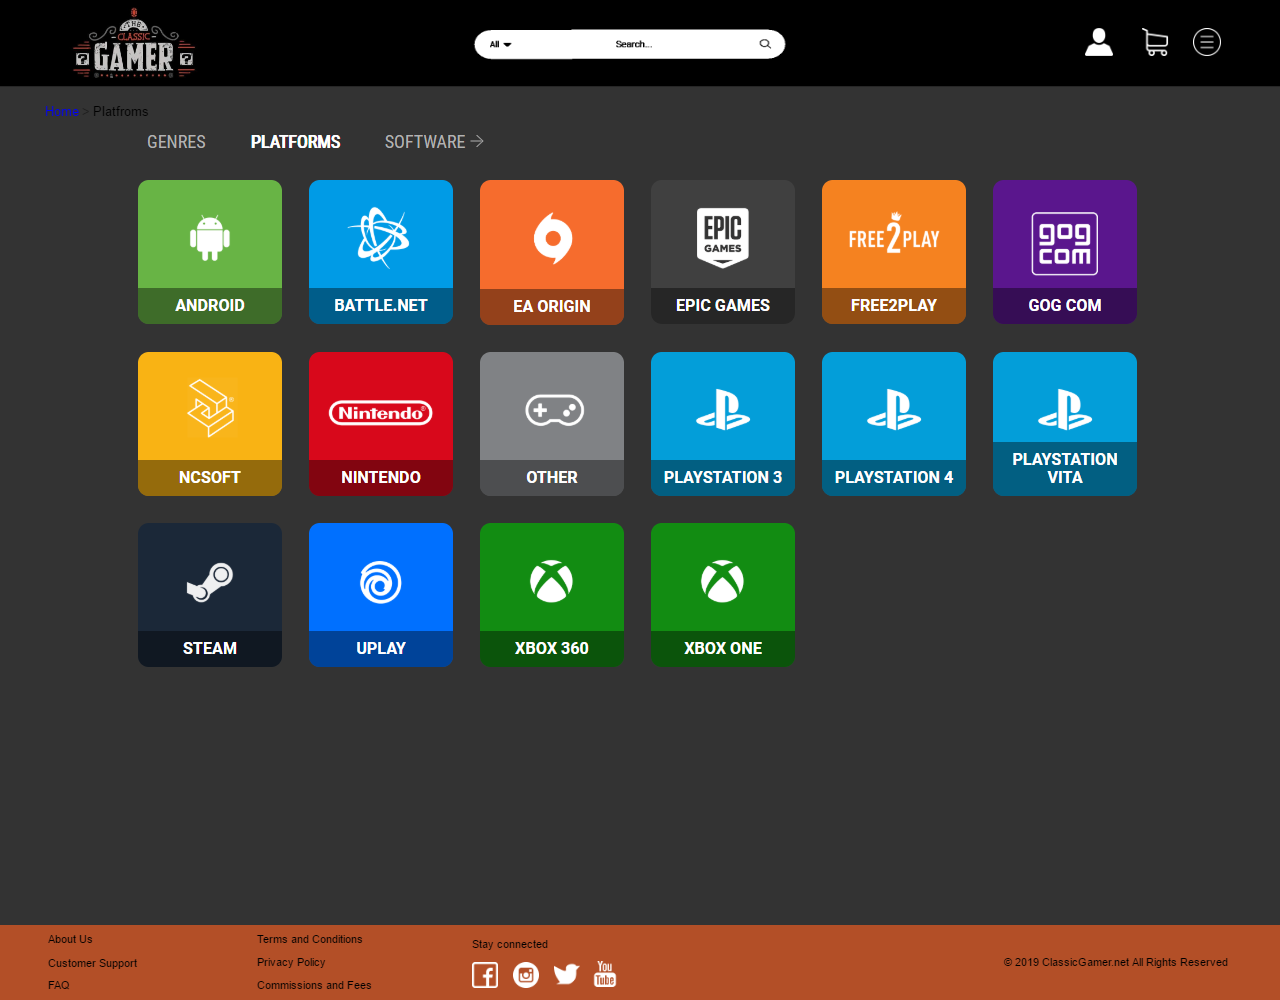 THE
CLASSIC
GAMER
All
Search...
Home > Platfroms
GENRES
PLATFORMS
SOFTWARE
EPIC
GAMES
FREE2PLAY
gog
com
ANDROID
BATTLE.NET
EA ORIGIN
EPIC GAMES
FREE2PLAY
GOG COM
Nintendo®
NCSOFT
NINTENDO
OTHER
PLAYSTATION 3
PLAYSTATION 4
PLAYSTATION
VITA
STEAM
UPLAY
XBOX 360
XBOX ONE
About Us
Customer Support
FAQ
Terms and Conditions
Privacy Policy
Commissions and Fees
Stay connected
You
Tube
© 2019 ClassicGamer.net All Rights Reserved